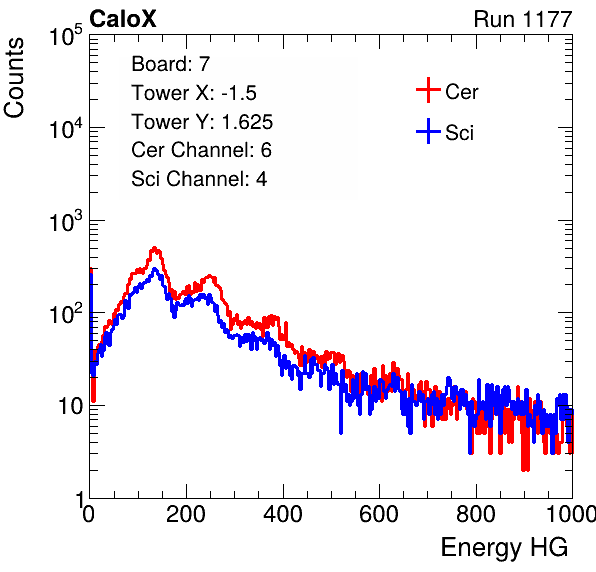 CaloX Run 1177
Counts
10^5
10^4
10^3
10^2
10
1
Board: 7
Tower X: -1.5
Tower Y: 1.625
Cer Channel: 6
Sci Channel: 4
Cer
Sci
0 200 400 600 800 1000
Energy HG